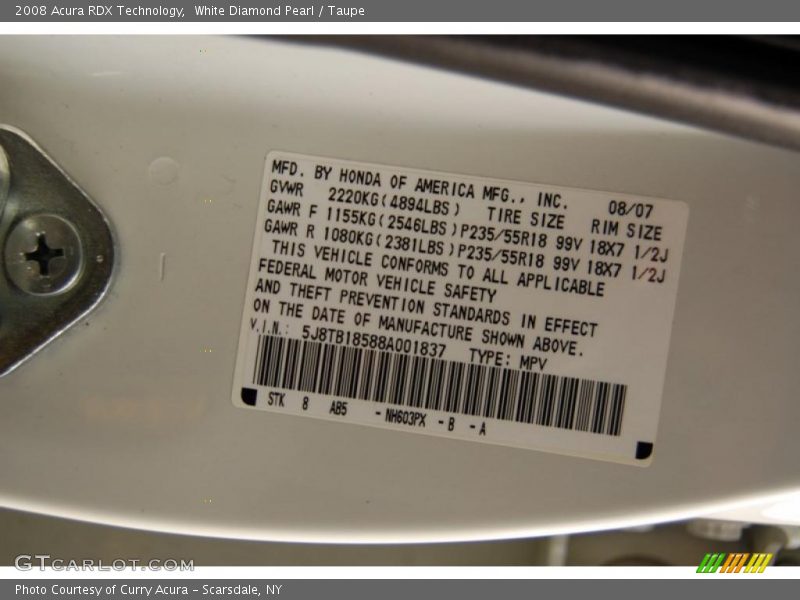 2008 Acura RDX Technology,  White Diamond Pearl / Taupe
MFD. BY HONDA OF AMERICA MFG., INC. 08/07
GVWR 2220KG(4894LBS) TIRE SIZE RIM SIZE
GAWR F 1155KG(2546LBS)P235/55R18 99V 18X7 1/2J
GAWR R 1080KG(2381LBS)P235/55R18 99V 18X7 1/2J
THIS VEHICLE CONFORMS TO ALL APPLICABLE
FEDERAL MOTOR VEHICLE SAFETY
AND THEFT PREVENTION STANDARDS IN EFFECT
ON THE DATE OF MANUFACTURE SHOWN ABOVE.
V.I.N.: 5J8TB18588A001837 TYPE: MPV
STK 8 AB5 -NH603PX -B -A
GTCARLOT.COM
Photo Courtesy of Curry Acura - Scarsdale, NY